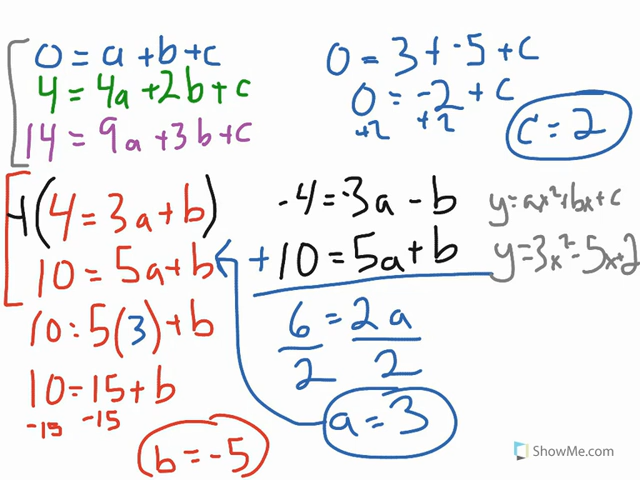 0 = a + b + c
4 = 4a + 2b + c
14 = 9a + 3b + c
-1(4 = 3a + b)
10 = 5a + b
10 = 5(3) + b
10 = 15 + b
-15 -15
b = -5
0 = 3 + -5 + c
0 = -2 + c
+2 +2
c = 2
-4 = -3a - b
+ 10 = 5a + b
6 = 2a
2 2
a = 3
y = ax² + bx + c
y = 3x² - 5x + 2
ShowMe.com